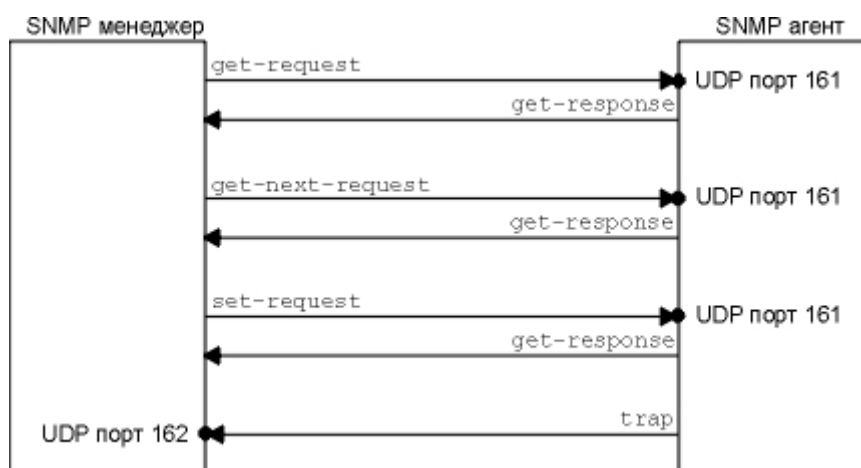 SNMP менеджер
SNMP агент
get-request
UDP порт 161
get-response
get-next-request
UDP порт 161
get-response
set-request
UDP порт 161
get-response
trap
UDP порт 162